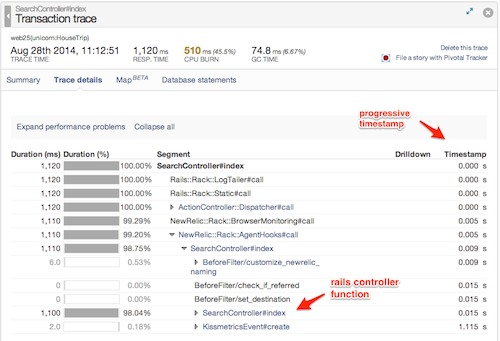 SearchController#index
Transaction trace
web25(unicorn:HouseTrip)
Aug 28th 2014, 11:12:51
TRACE TIME
1,120 ms
RESP. TIME
510 ms (45.5%)
CPU BURN
74.8 ms (6.67%)
GC TIME
Delete this trace
File a story with Pivotal Tracker
Summary Trace details Map BETA Database statements
progressive
timestamp
Expand performance problems Collapse all
Duration (ms) Duration (%) Segment Drilldown Timestamp
1,120 100.00% SearchController#index 0.000 s
1,120 100.00% Rails::Rack::LogTailer#call 0.000 s
1,120 100.00% Rails::Rack::Static#call 0.000 s
1,120 100.00% ActionController::Dispatcher#call 0.000 s
1,110 99.29% NewRelic::Rack::BrowserMonitoring#call 0.005 s
1,110 99.20% NewRelic::Rack::AgentHooks#call 0.005 s
1,110 98.75% SearchController#index 0.009 s
6.0 0.53% BeforeFilter/customize_newrelic_
naming 0.009 s
0 0.00% BeforeFilter/check_if_referred 0.015 s
0 0.00% BeforeFilter/set_destination 0.015 s
1,100 98.04% SearchController#index 0.015 s
2.0 0.18% KissmetricsEvent#create 1.115 s
rails controller
function